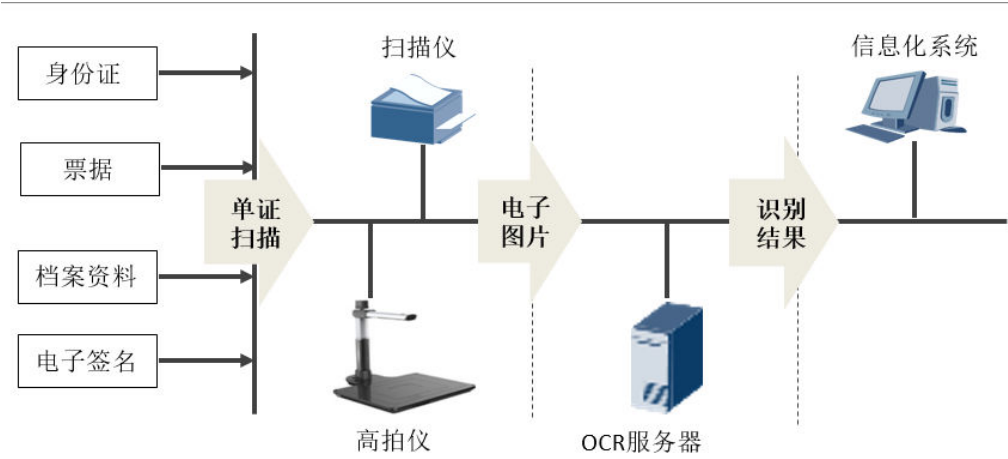 身份证
票据
档案资料
电子签名
单证
扫描
扫描仪
高拍仪
电子
图片
OCR服务器
识别
结果
信息化系统